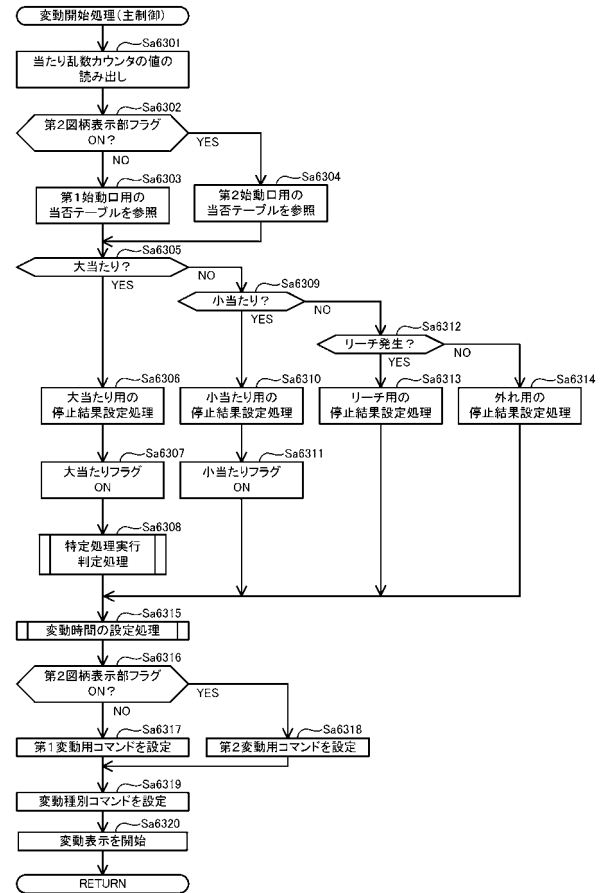 変動開始処理(主制御)
Sa6301
当たり乱数カウンタの値の
読み出し
Sa6302
第2図柄表示部フラグ
ON?
YES
NO
Sa6303
第1始動口用の
当否テーブルを参照
Sa6304
第2始動口用の
当否テーブルを参照
Sa6305
大当たり?
NO
YES
Sa6309
小当たり?
NO
YES
Sa6312
リーチ発生?
NO
YES
Sa6306
大当たり用の
停止結果設定処理
Sa6310
小当たり用の
停止結果設定処理
Sa6313
リーチ用の
停止結果設定処理
Sa6314
外れ用の
停止結果設定処理
Sa6307
大当たりフラグ
ON
Sa6311
小当たりフラグ
ON
Sa6308
特定処理実行
判定処理
Sa6315
変動時間の設定処理
Sa6316
第2図柄表示部フラグ
ON?
YES
NO
Sa6317
第1変動用コマンドを設定
Sa6318
第2変動用コマンドを設定
Sa6319
変動種別コマンドを設定
Sa6320
変動表示を開始
RETURN